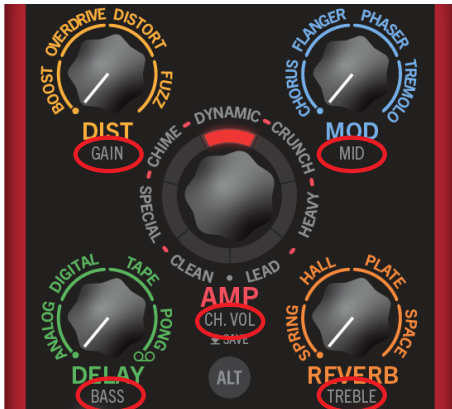 BOOST OVERDRIVE DISTORT FUZZ
DIST
GAIN
CHORUS FLANGER PHASER TREMOLO
MOD
MID
CLEAN SPECIAL CHIME DYNAMIC CRUNCH HEAVY LEAD
AMP
CH. VOL
SAVE
ALT
ANALOG DIGITAL TAPE PONG
DELAY
BASS
SPRING HALL PLATE SPACE
REVERB
TREBLE